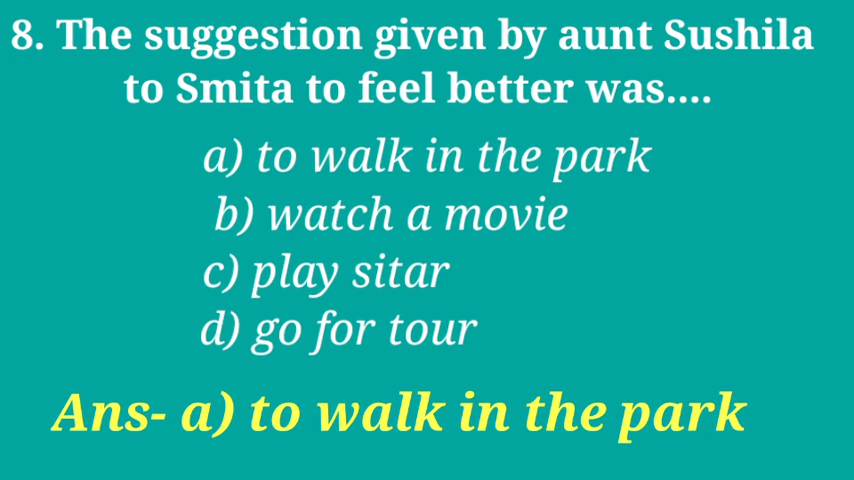 8. The suggestion given by aunt Sushila
to Smita to feel better was....
a) to walk in the park
b) watch a movie
c) play sitar
d) go for tour
Ans- a) to walk in the park